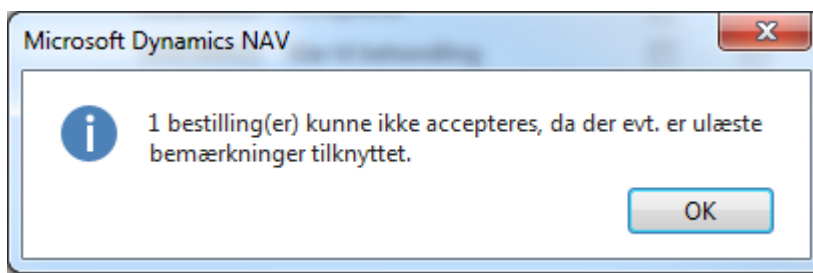 Microsoft Dynamics NAV
1 bestilling(er) kunne ikke accepteres, da der evt. er ulæste
bemærkninger tilknyttet.
OK